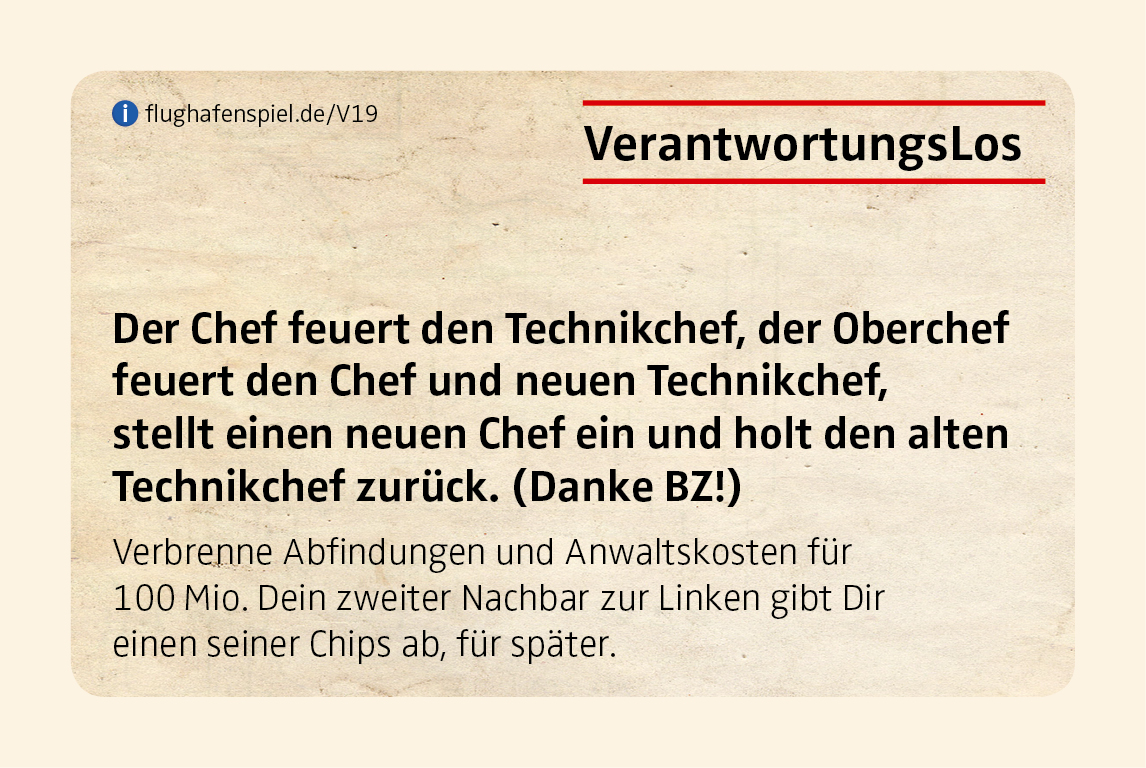 i flughafenspiel.de/V19
VerantwortungsLos
Der Chef feuert den Technikchef, der Oberchef
feuert den Chef und neuen Technikchef,
stellt einen neuen Chef ein und holt den alten
Technikchef zurück. (Danke BZ!)
Verbrenne Abfindungen und Anwaltskosten für
100 Mio. Dein zweiter Nachbar zur Linken gibt Dir
einen seiner Chips ab, für später.